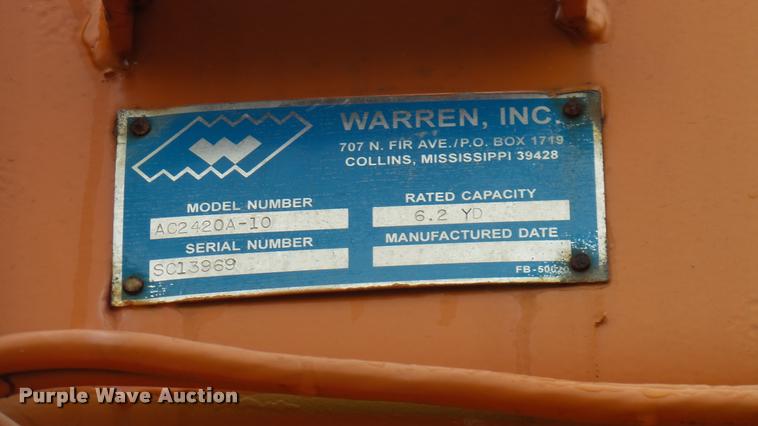 WARREN, INC.
707 N. FIR AVE./P.O. BOX 1719
COLLINS, MISSISSIPPI 39428
MODEL NUMBER
AC2420A-10
SERIAL NUMBER
SC13969
RATED CAPACITY
6.2 YD
MANUFACTURED DATE
Purple Wave Auction